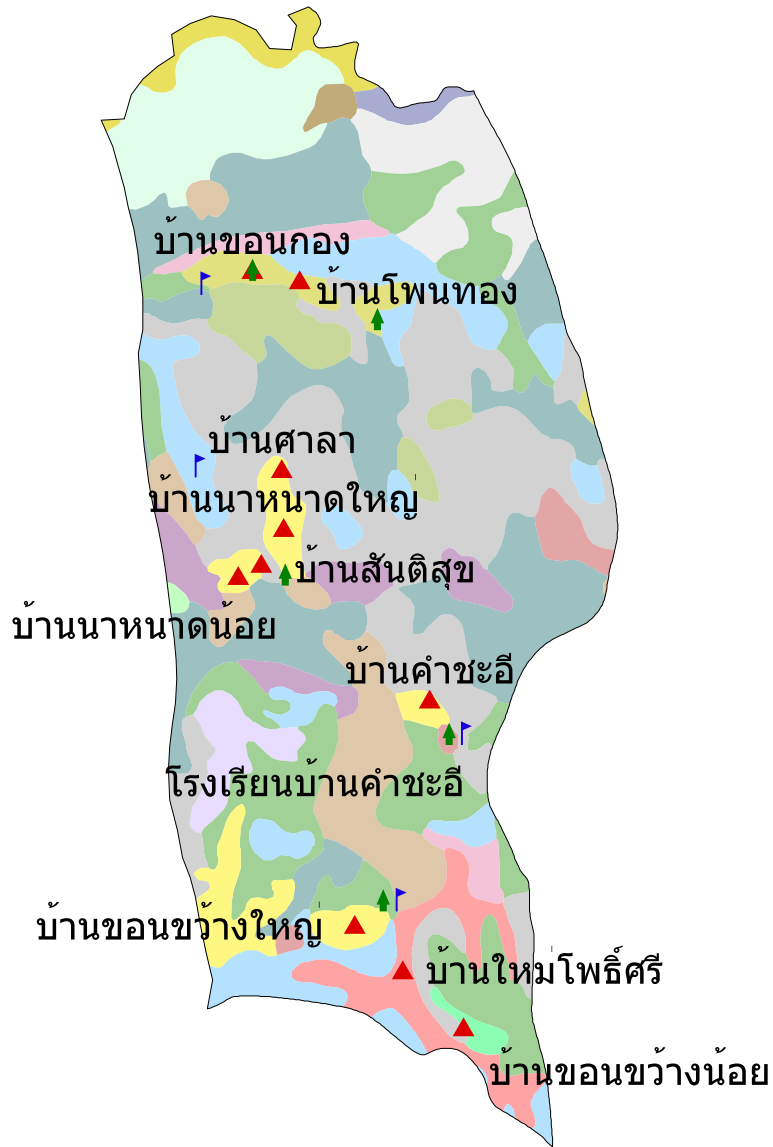 บ้านขอนกอง
บ้านโพนทอง
บ้านศาลา
บ้านนาหนาดใหญ่
บ้านสันติสุข
บ้านนาหนาดน้อย
บ้านคำชะอี
โรงเรียนบ้านคำชะอี
บ้านขอนขว้างใหญ่
บ้านใหม่โพธิ์ศรี
บ้านขอนขว้างน้อย